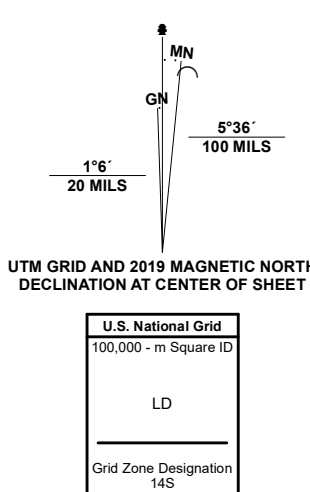 MN
GN
5°36´
100 MILS
1°6´
20 MILS
UTM GRID AND 2019 MAGNETIC NORTH
DECLINATION AT CENTER OF SHEET
U.S. National Grid
100,000 - m Square ID
LD
Grid Zone Designation
14S